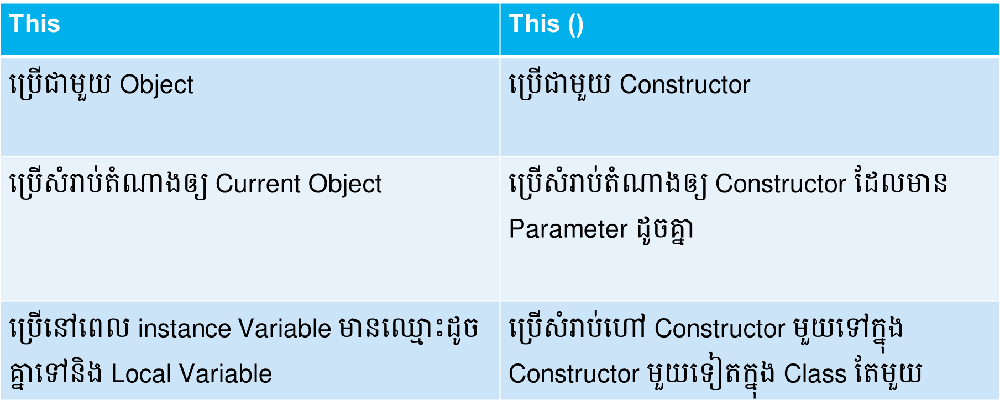 This
This ()
ប្រើជាមួយ Object
ប្រើជាមួយ Constructor
ប្រើសំរាប់តំណាងឲ្យ Current Object
ប្រើសំរាប់តំណាងឲ្យ Constructor ដែលមាន
Parameter ដូចគ្នា
ប្រើនៅពេល instance Variable មានឈ្មោះដូច
គ្នាទៅនិង Local Variable
ប្រើសំរាប់ហៅ Constructor មួយទៅក្នុង
Constructor មួយទៀតក្នុង Class តែមួយ